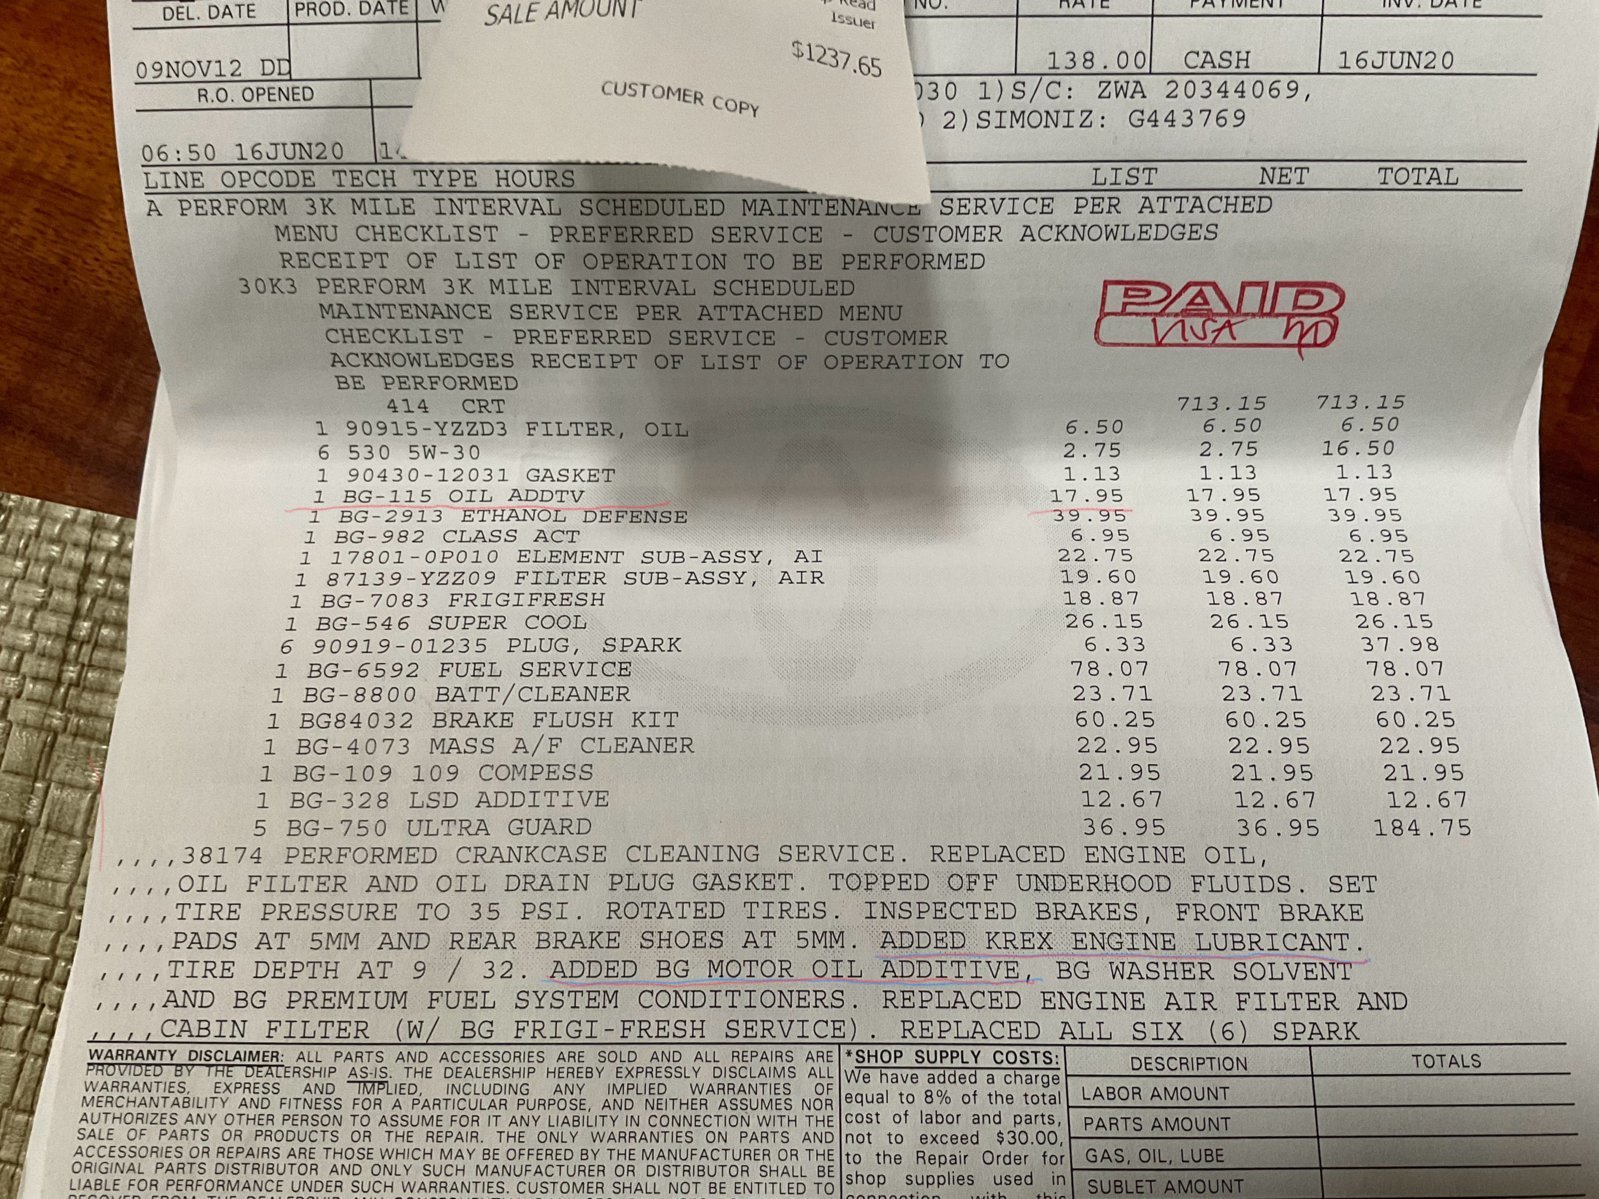 DEL. DATE PROD. DATE
SALE AMOUNT
Read
Issuer
NO. RATE PAYMENT INV. DATE
$1237.65
CUSTOMER COPY
09NOV12 DD 138.00 CASH 16JUN20
R.O. OPENED
030 1)S/C: ZWA 20344069,
2)SIMONIZ: G443769
06:50 16JUN20
LINE OPCODE TECH TYPE HOURS LIST NET TOTAL
A PERFORM 3K MILE INTERVAL SCHEDULED MAINTENANCE SERVICE PER ATTACHED
MENU CHECKLIST - PREFERRED SERVICE - CUSTOMER ACKNOWLEDGES
RECEIPT OF LIST OF OPERATION TO BE PERFORMED
30K3 PERFORM 3K MILE INTERVAL SCHEDULED
MAINTENANCE SERVICE PER ATTACHED MENU
CHECKLIST - PREFERRED SERVICE - CUSTOMER
ACKNOWLEDGES RECEIPT OF LIST OF OPERATION TO
BE PERFORMED
PAID
VISA
414 CRT 713.15 713.15
1 90915-YZZD3 FILTER, OIL 6.50 6.50 6.50
6 530 5W-30 2.75 2.75 16.50
1 90430-12031 GASKET 1.13 1.13 1.13
1 BG-115 OIL ADDTV 17.95 17.95 17.95
1 BG-2913 ETHANOL DEFENSE 39.95 39.95 39.95
1 BG-982 CLASS ACT 6.95 6.95 6.95
1 17801-0P010 ELEMENT SUB-ASSY, AI 22.75 22.75 22.75
1 87139-YZZ09 FILTER SUB-ASSY, AIR 19.60 19.60 19.60
1 BG-7083 FRIGIFRESH 18.87 18.87 18.87
1 BG-546 SUPER COOL 26.15 26.15 26.15
6 90919-01235 PLUG, SPARK 6.33 6.33 37.98
1 BG-6592 FUEL SERVICE 78.07 78.07 78.07
1 BG-8800 BATT/CLEANER 23.71 23.71 23.71
1 BG84032 BRAKE FLUSH KIT 60.25 60.25 60.25
1 BG-4073 MASS A/F CLEANER 22.95 22.95 22.95
1 BG-109 109 COMPESS 21.95 21.95 21.95
1 BG-328 LSD ADDITIVE 12.67 12.67 12.67
5 BG-750 ULTRA GUARD 36.95 36.95 184.75
,,,,38174 PERFORMED CRANKCASE CLEANING SERVICE. REPLACED ENGINE OIL,
,,,,OIL FILTER AND OIL DRAIN PLUG GASKET. TOPPED OFF UNDERHOOD FLUIDS. SET
,,,,TIRE PRESSURE TO 35 PSI. ROTATED TIRES. INSPECTED BRAKES, FRONT BRAKE
,,,,PADS AT 5MM AND REAR BRAKE SHOES AT 5MM. ADDED KREX ENGINE LUBRICANT.
,,,,TIRE DEPTH AT 9 / 32. ADDED BG MOTOR OIL ADDITIVE, BG WASHER SOLVENT
,,,,AND BG PREMIUM FUEL SYSTEM CONDITIONERS. REPLACED ENGINE AIR FILTER AND
,,,,CABIN FILTER (W/ BG FRIGI-FRESH SERVICE). REPLACED ALL SIX (6) SPARK
WARRANTY DISCLAIMER: ALL PARTS AND ACCESSORIES ARE SOLD AND ALL REPAIRS ARE
PROVIDED BY THE DEALERSHIP AS-IS. THE DEALERSHIP HEREBY EXPRESSLY DISCLAIMS ALL
WARRANTIES, EXPRESS AND IMPLIED, INCLUDING ANY IMPLIED WARRANTIES OF
MERCHANTABILITY AND FITNESS FOR A PARTICULAR PURPOSE, AND NEITHER ASSUMES NOR
AUTHORIZES ANY OTHER PERSON TO ASSUME FOR IT ANY LIABILITY IN CONNECTION WITH THE
SALE OF PARTS OR PRODUCTS OR THE REPAIR. THE ONLY WARRANTIES ON PARTS AND
ACCESSORIES OR REPAIRS ARE THOSE WHICH MAY BE OFFERED BY THE MANUFACTURER OR THE
ORIGINAL PARTS DISTRIBUTOR AND ONLY SUCH MANUFACTURER OR DISTRIBUTOR SHALL BE
LIABLE FOR PERFORMANCE UNDER SUCH WARRANTIES. CUSTOMER SHALL NOT BE ENTITLED TO
*SHOP SUPPLY COSTS:
We have added a charge
equal to 8% of the total
cost of labor and parts,
not to exceed $30.00,
to the Repair Order for
shop supplies used in
connection with this
DESCRIPTION TOTALS
LABOR AMOUNT
PARTS AMOUNT
GAS, OIL, LUBE
SUBLET AMOUNT